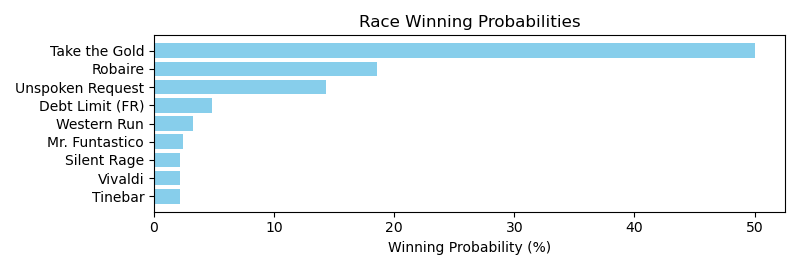 Race Winning Probabilities
Take the Gold
Robaire
Unspoken Request
Debt Limit (FR)
Western Run
Mr. Funtastico
Silent Rage
Vivaldi
Tinebar
0 10 20 30 40 50
Winning Probability (%)